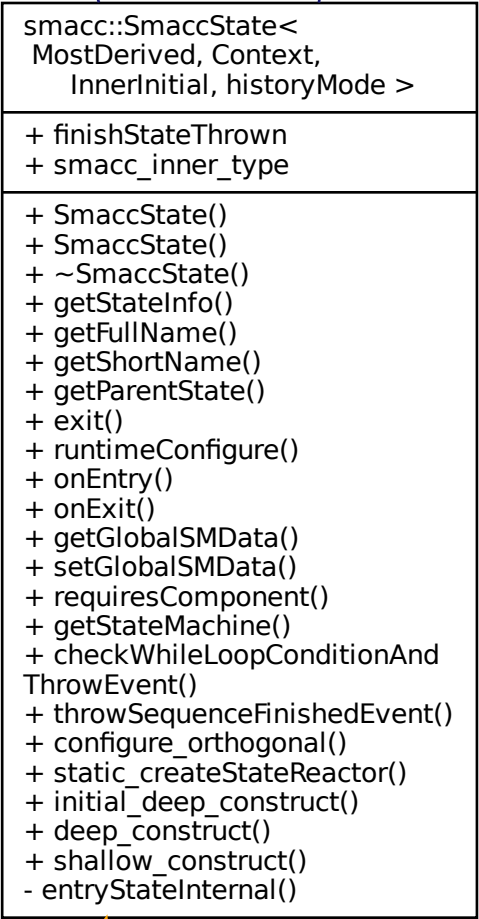 smacc::SmaccState<
MostDerived, Context,
InnerInitial, historyMode >
+ finishStateThrown
+ smacc_inner_type
+ SmaccState()
+ SmaccState()
+ ~SmaccState()
+ getStateInfo()
+ getFullName()
+ getShortName()
+ getParentState()
+ exit()
+ runtimeConfigure()
+ onEntry()
+ onExit()
+ getGlobalSMData()
+ setGlobalSMData()
+ requiresComponent()
+ getStateMachine()
+ checkWhileLoopConditionAnd
ThrowEvent()
+ throwSequenceFinishedEvent()
+ configure_orthogonal()
+ static_createStateReactor()
+ initial_deep_construct()
+ deep_construct()
+ shallow_construct()
- entryStateInternal()